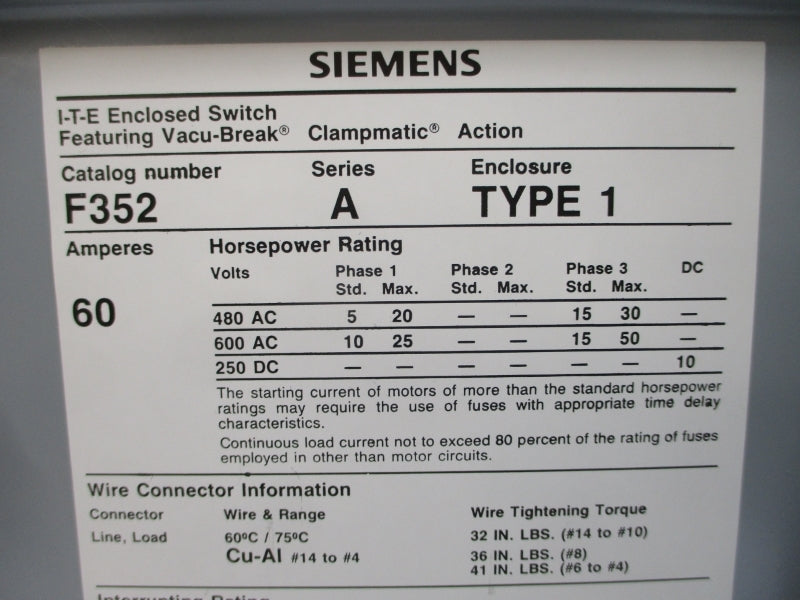 SIEMENS
I-T-E Enclosed Switch
Featuring Vacu-Break® Clampmatic® Action
Catalog number Series Enclosure
F352 A TYPE 1
Amperes Horsepower Rating
Volts Phase 1 Phase 2 Phase 3 DC
Std. Max. Std. Max. Std. Max.
60
480 AC 5 20 — — 15 30 —
600 AC 10 25 — — 15 50 —
250 DC — — — — — — 10
The starting current of motors of more than the standard horsepower
ratings may require the use of fuses with appropriate time delay
characteristics.
Continuous load current not to exceed 80 percent of the rating of fuses
employed in other than motor circuits.
Wire Connector Information
Connector Wire & Range Wire Tightening Torque
Line, Load 60ºC / 75ºC 32 IN. LBS. (#14 to #10)
Cu-Al #14 to #4 36 IN. LBS. (#8)
41 IN. LBS. (#6 to #4)
Interrupting Rating